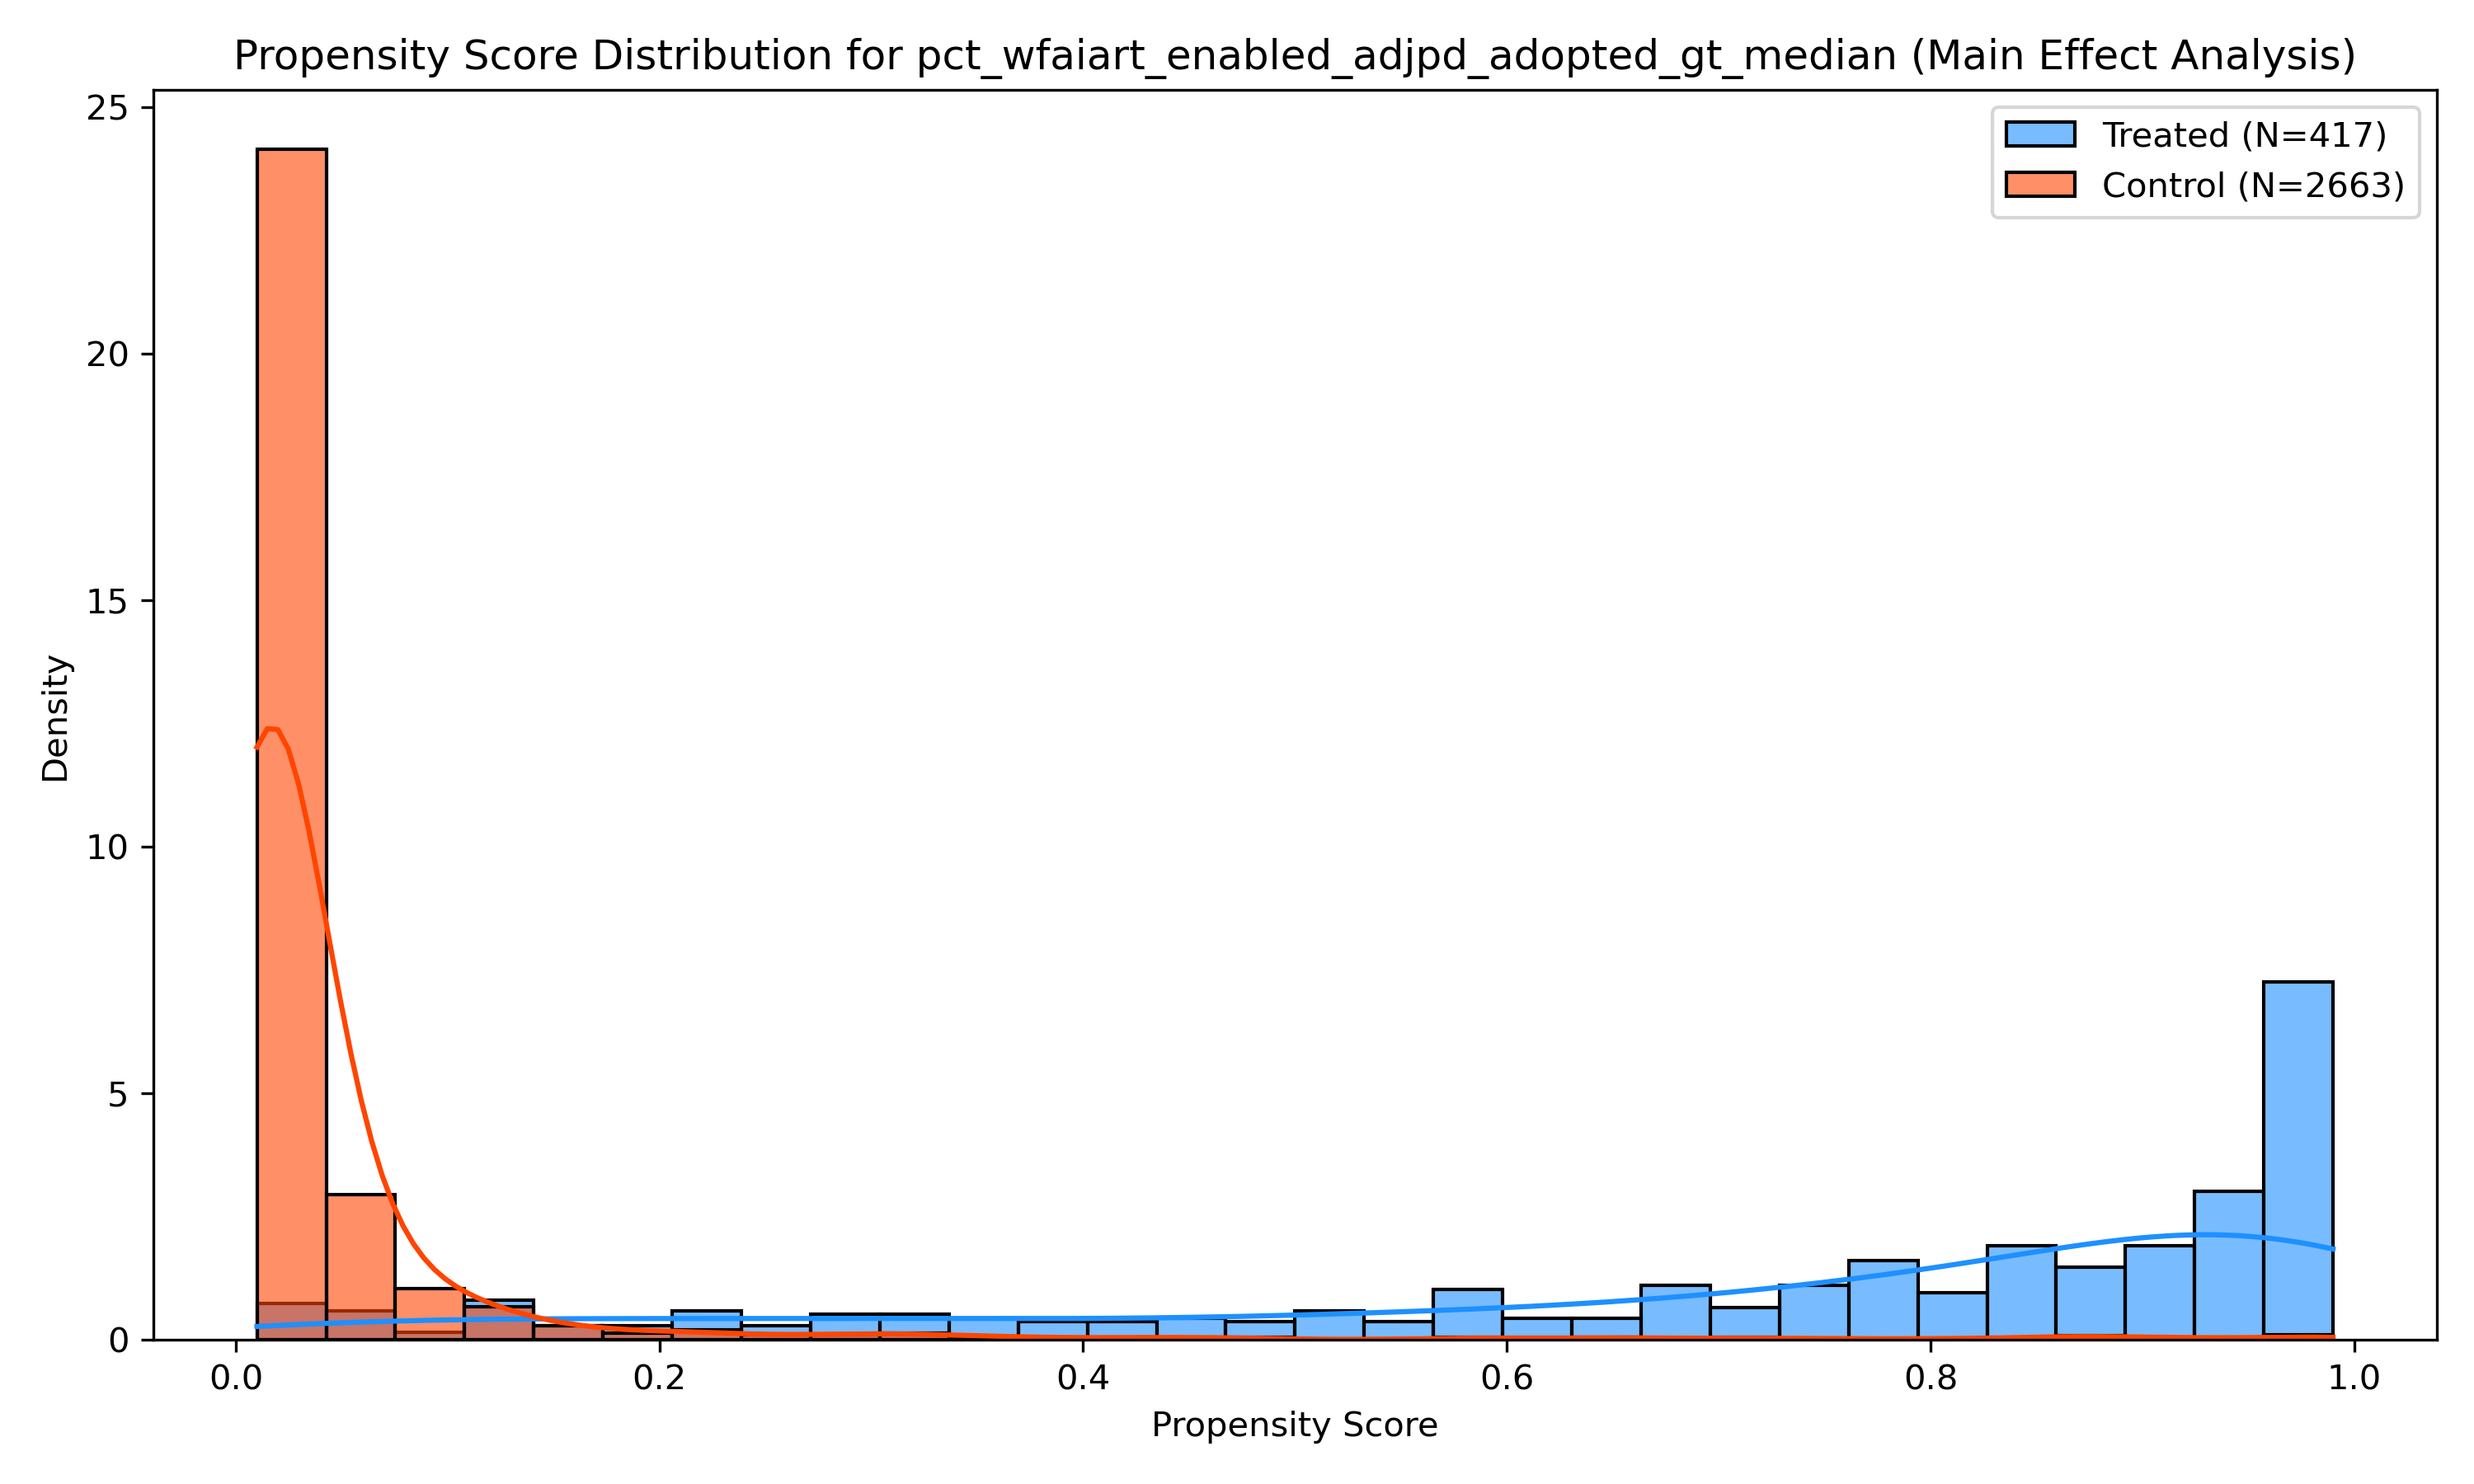 Propensity Score Distribution for pct_wfaiart_enabled_adjpd_adopted_gt_median (Main Effect Analysis)
Treated (N=417)
Control (N=2663)
25
20
15
10
5
0
Density
0.0 0.2 0.4 0.6 0.8 1.0
Propensity Score